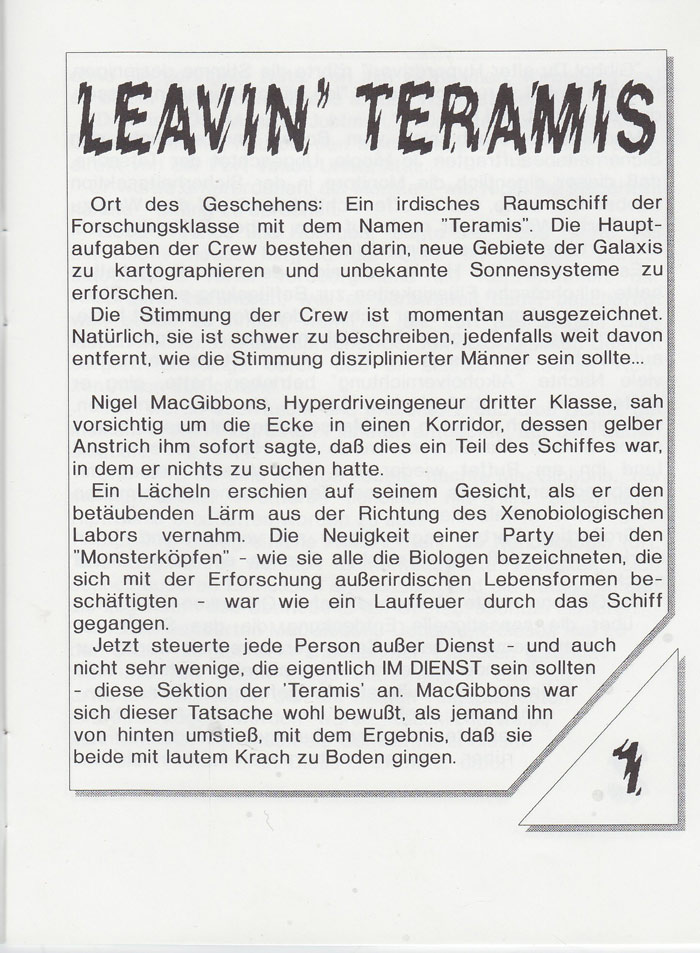 LEAVIN' TERAMIS
Ort des Geschehens: Ein irdisches Raumschiff der
Forschungsklasse mit dem Namen "Teramis". Die Haupt-
aufgaben der Crew bestehen darin, neue Gebiete der Galaxis
zu kartographieren und unbekannte Sonnensysteme zu
erforschen.
Die Stimmung der Crew ist momentan ausgezeichnet.
Natürlich, sie ist schwer zu beschreiben, jedenfalls weit davon
entfernt, wie die Stimmung disziplinierter Männer sein sollte...
Nigel MacGibbons, Hyperdriveingeneur dritter Klasse, sah
vorsichtig um die Ecke in einen Korridor, dessen gelber
Anstrich ihm sofort sagte, daß dies ein Teil des Schiffes war,
in dem er nichts zu suchen hatte.
Ein Lächeln erschien auf seinem Gesicht, als er den
betäubenden Lärm aus der Richtung des Xenobiologischen
Labors vernahm. Die Neuigkeit einer Party bei den
"Monsterköpfen" - wie sie alle die Biologen bezeichneten, die
sich mit der Erforschung außerirdischen Lebensformen be-
schäftigten - war wie ein Lauffeuer durch das Schiff
gegangen.
Jetzt steuerte jede Person außer Dienst - und auch
nicht sehr wenige, die eigentlich IM DIENST sein sollten
- diese Sektion der 'Teramis' an. MacGibbons war
sich dieser Tatsache wohl bewußt, als jemand ihn
von hinten umstieß, mit dem Ergebnis, daß sie
beide mit lautem Krach zu Boden gingen.
1